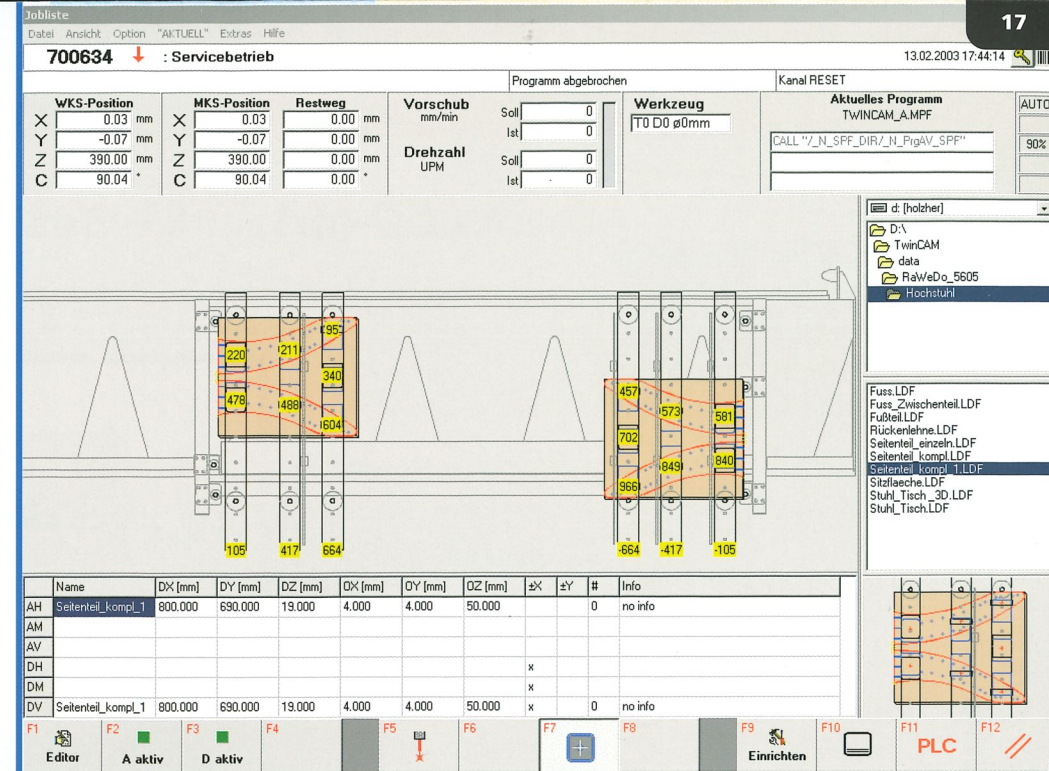 17
Jobliste
Datei Ansicht Option "AKTUELL" Extras Hilfe
700634 : Servicebetrieb 13.02.2003 17:44:14
Programm abgebrochen Kanal RESET
WKS-Position MKS-Position Restweg Vorschub Soll 0 Werkzeug Aktuelles Programm AUTO
X 0.03 mm X 0.03 0.00 mm mm/min Ist 0 T0 D0 ø0mm TWINCAM_A.MPF
Y -0.07 mm Y -0.07 0.00 mm CALL "/_N_SPF_DIR/_N_PrgAV_SPF" 90%
Z 390.00 mm Z 390.00 0.00 mm Drehzahl Soll 0
C 90.04 ° C 90.04 0.00 ° UPM Ist 0
d: [holzher]
D:\
TwinCAM
data
RaWeDo_5605
Hochstuhl
95
220 211
340
478 488
604
457
573 581
702
849 840
966
105 417 664 -664 -417 -105
Fuss.LDF
Fuss_Zwischenteil.LDF
Fußteil.LDF
Rückenlehne.LDF
Seitenteil_einzeln.LDF
Seitenteil_kompl.LDF
Seitenteil_kompl_1.LDF
Sitzflaeche.LDF
Stuhl_Tisch_3D.LDF
Stuhl_Tisch.LDF
Name DX [mm] DY [mm] DZ [mm] OX [mm] OY [mm] OZ [mm] ±X ±Y # Info
AH Seitenteil_kompl_1 800.000 690.000 19.000 4.000 4.000 50.000 0 no info
AM
AV
DH x
DM x
DV Seitenteil_kompl_1 800.000 690.000 19.000 4.000 4.000 50.000 x 0 no info
F1 F2 F3 F4 F5 F6 F7 F8 F9 F10 F11 F12
Editor A aktiv D aktiv Einrichten PLC